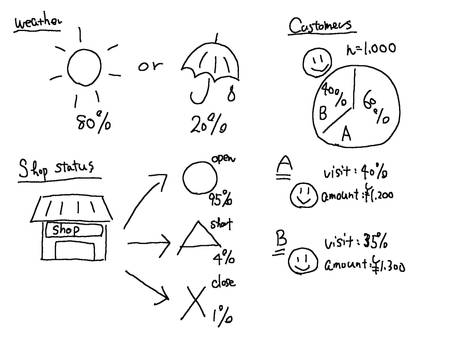 Weather
or
80%
20%
Customers
n=1,000
40%
60%
B
A
Shop status
Shop
open
95%
short
4%
close
1%
A
visit: 40%
amount: ¥1,200
B
visit: 35%
amount: ¥1,300